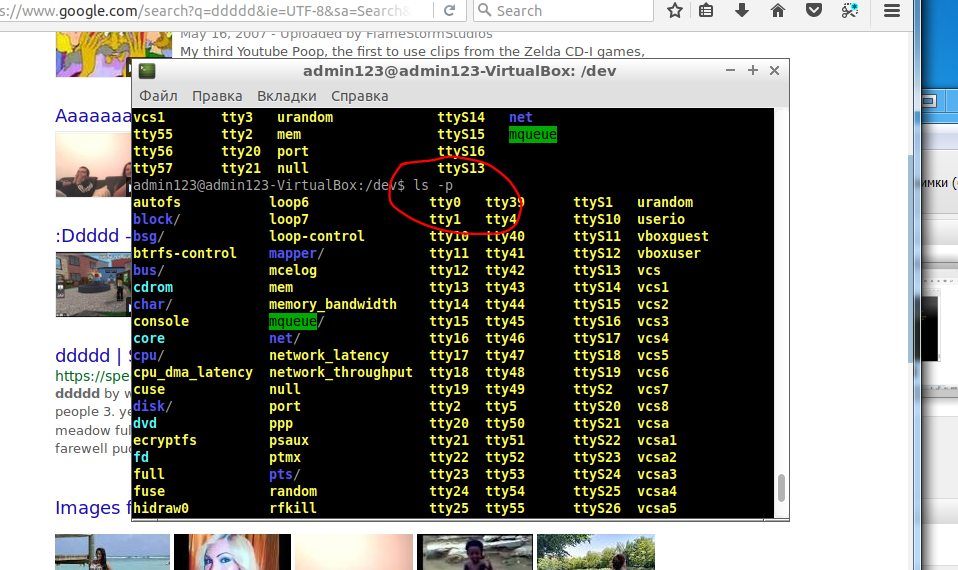 s://www.google.com/search?q=ddddd&ie=UTF-8&sa=Search&
Search
May 16, 2007 - Uploaded by FlameStormStudios
My third Youtube Poop, the first to use clips from the Zelda CD-I games,
admin123@admin123-VirtualBox: /dev
Файл Правка Вкладки Справка
Aaaaaaa
vcs1 tty3 urandom ttyS14 net
tty55 tty2 mem ttyS15 mqueue
tty56 tty20 port ttyS16
tty57 tty21 null ttyS13
admin123@admin123-VirtualBox:/dev$ ls -p
autofs loop6 tty0 tty39 ttyS1 urandom
block/ loop7 tty1 tty4 ttyS10 userio
:Ddddd -
bsg/ loop-control tty10 tty40 ttyS11 vboxguest
btrfs-control mapper/ tty11 tty41 ttyS12 vboxuser
bus/ mcelog tty12 tty42 ttyS13 vcs
cdrom mem tty13 tty43 ttyS14 vcs1
char/ memory_bandwidth tty14 tty44 ttyS15 vcs2
console mqueue/ tty15 tty45 ttyS16 vcs3
core net/ tty16 tty46 ttyS17 vcs4
ddddd | S
cpu/ network_latency tty17 tty47 ttyS18 vcs5
https://spe
cpu_dma_latency network_throughput tty18 tty48 ttyS19 vcs6
ddddd by w
cuse null tty19 tty49 ttyS2 vcs7
people 3. ye
disk/ port tty2 tty5 ttyS20 vcs8
meadow ful
dvd ppp tty20 tty50 ttyS21 vcsa
farewell pud
ecryptfs psaux tty21 tty51 ttyS22 vcsa1
fd ptmx tty22 tty52 ttyS23 vcsa2
full pts/ tty23 tty53 ttyS24 vcsa3
fuse random tty24 tty54 ttyS25 vcsa4
Images f
hidraw0 rfkill tty25 tty55 ttyS26 vcsa5
имки (